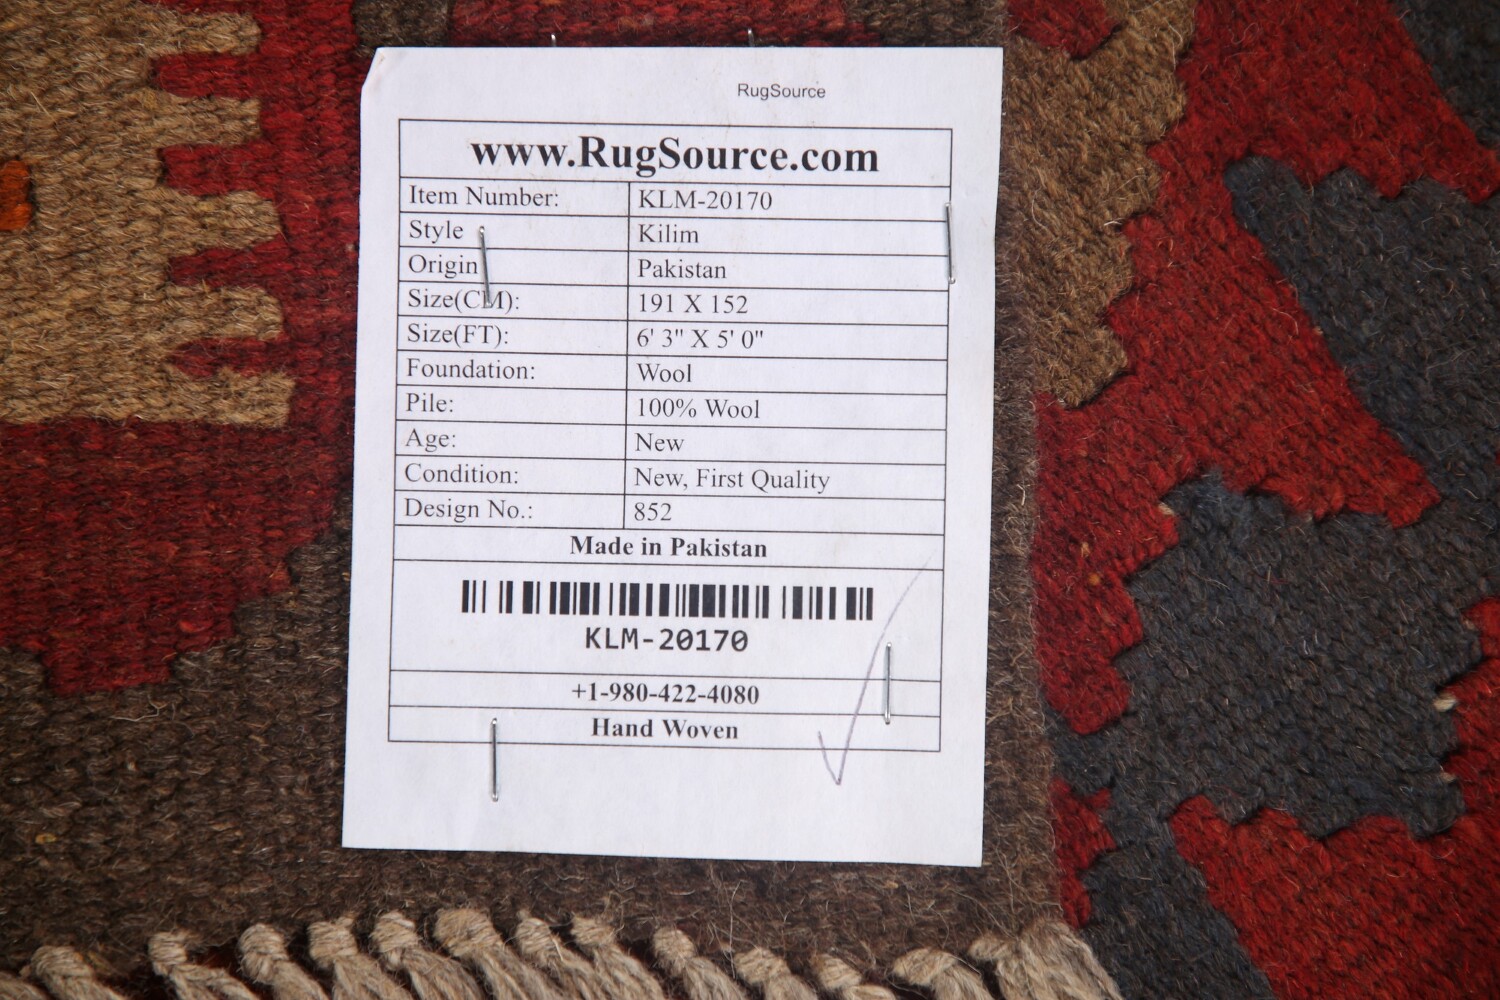 RugSource
www.RugSource.com
Item Number: KLM-20170
Style Kilim
Origin Pakistan
Size(CM): 191 X 152
Size(FT): 6' 3" X 5' 0"
Foundation: Wool
Pile: 100% Wool
Age: New
Condition: New, First Quality
Design No.: 852
Made in Pakistan
KLM-20170
+1-980-422-4080
Hand Woven